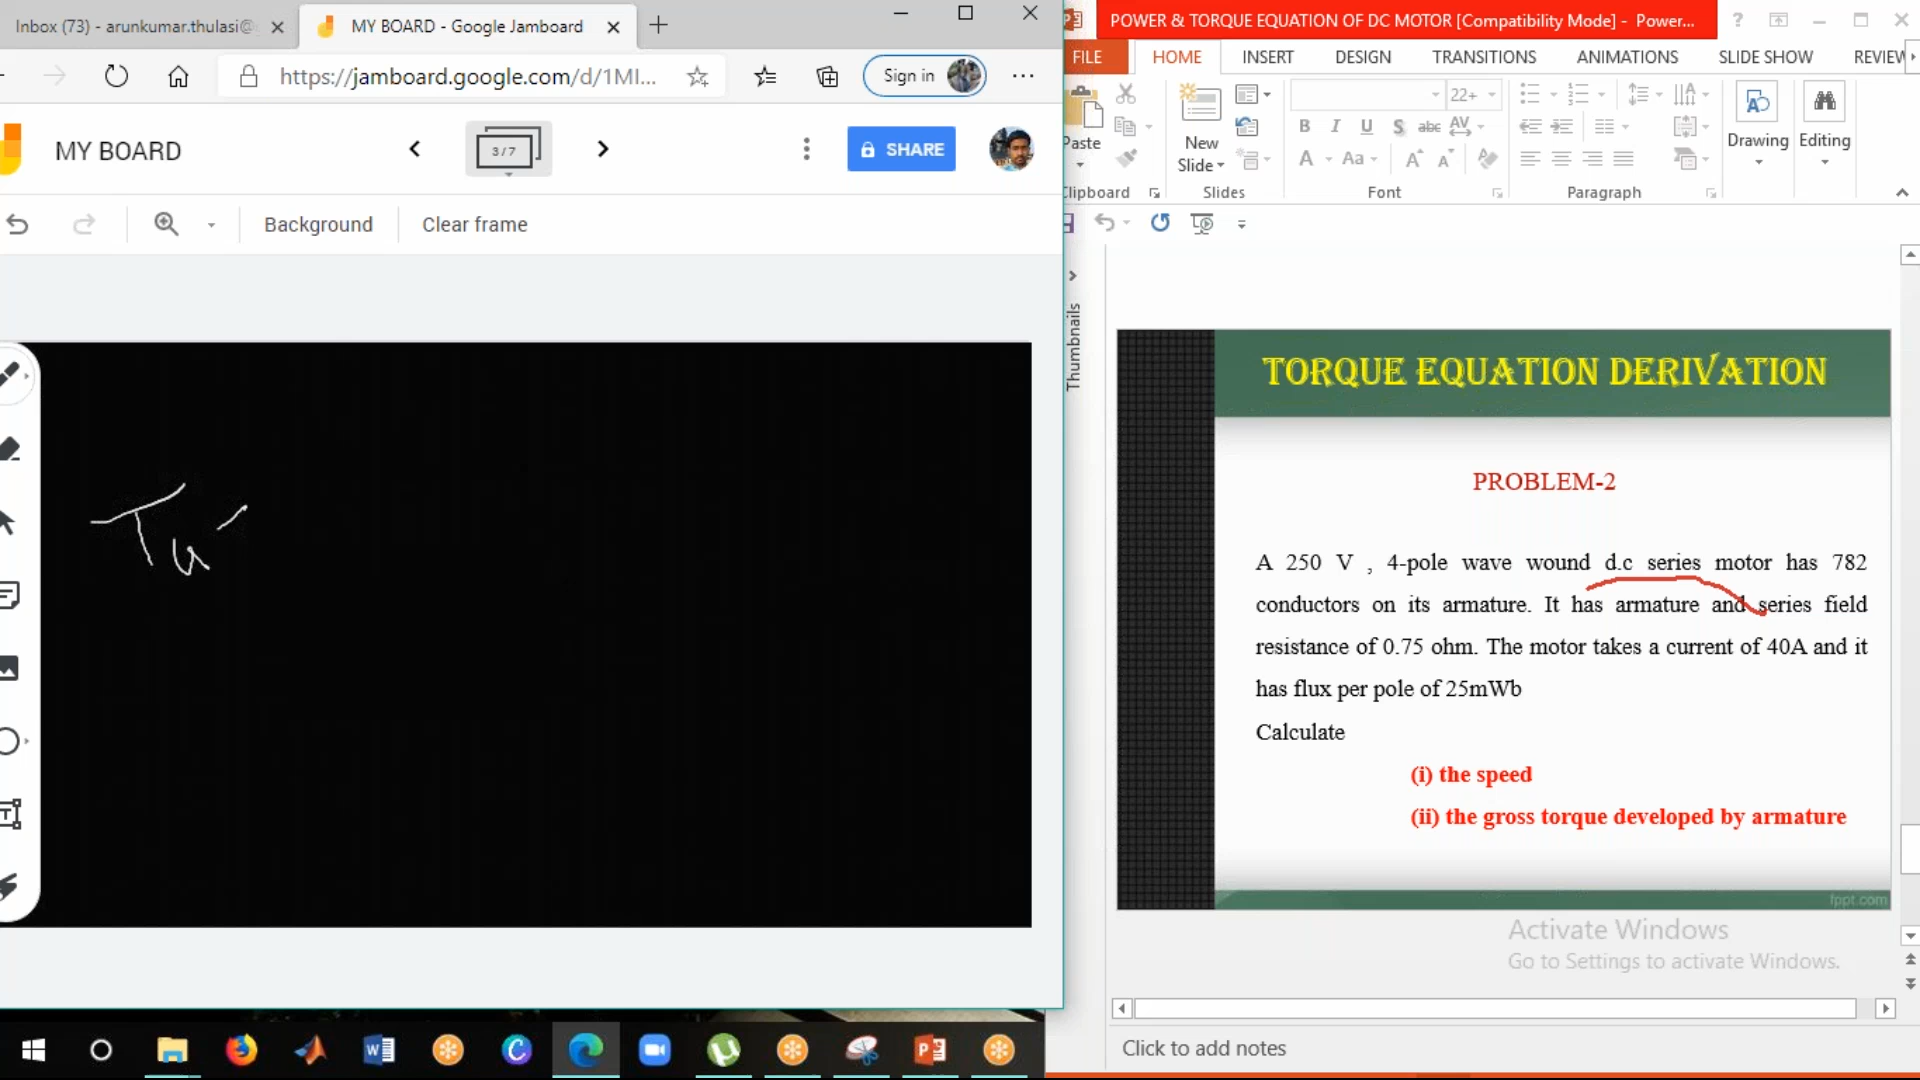 Inbox (73) - arunkumar.thulasi@
MY BOARD - Google Jamboard
https://jamboard.google.com/d/1MI...
Sign in
MY BOARD
3 / 7
SHARE
Background
Clear frame
Ta
POWER & TORQUE EQUATION OF DC MOTOR [Compatibility Mode] - Power...
FILE
HOME
INSERT
DESIGN
TRANSITIONS
ANIMATIONS
SLIDE SHOW
REVIEW
Paste
New
Slide
22+
B I U S abc AV
A Aa A A
Drawing
Editing
Clipboard
Slides
Font
Paragraph
Thumbnails
TORQUE EQUATION DERIVATION
PROBLEM-2
A 250 V , 4-pole wave wound d.c series motor has 782
conductors on its armature. It has armature and series field
resistance of 0.75 ohm. The motor takes a current of 40A and it
has flux per pole of 25mWb
Calculate
(i) the speed
(ii) the gross torque developed by armature
fppt.com
Activate Windows
Go to Settings to activate Windows.
Click to add notes